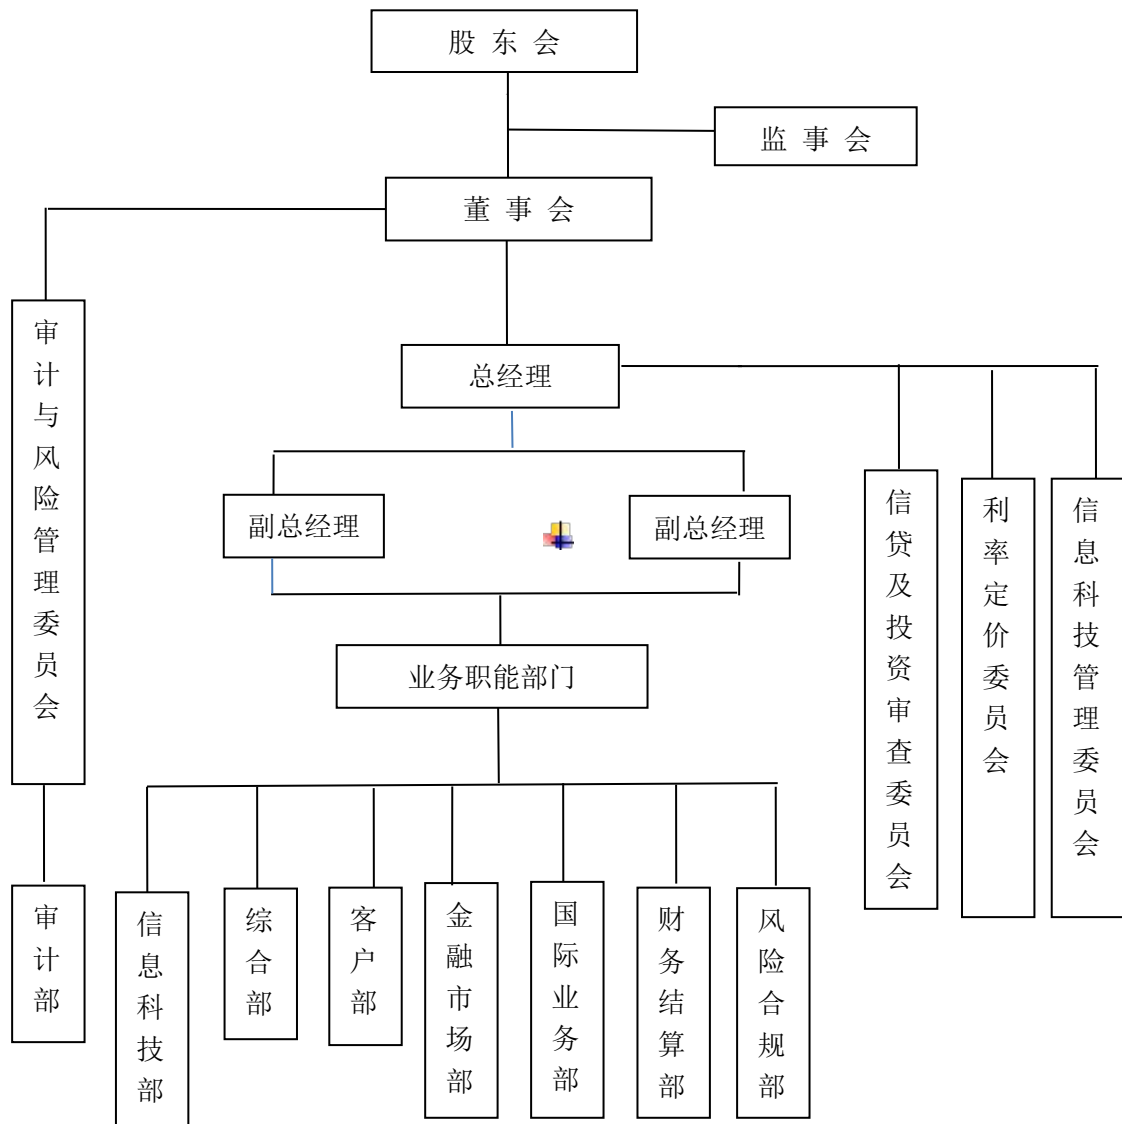 股 东 会
监 事 会
董 事 会
审计与风险管理委员会
总经理
副总经理
副总经理
信贷及投资审查委员会
利率定价委员会
信息科技管理委员会
业务职能部门
审计部
信息科技部
综合部
客户部
金融市场部
国际业务部
财务结算部
风险合规部